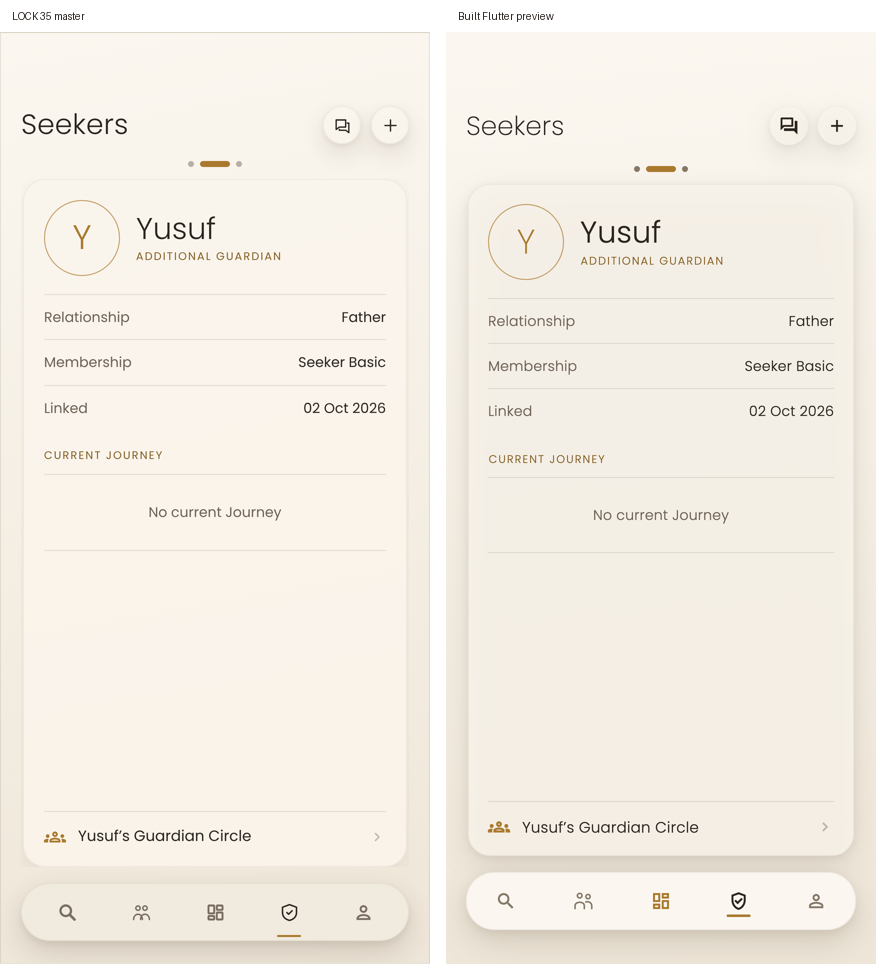 LOCK 35 master
Seekers
Y
Yusuf
ADDITIONAL GUARDIAN
Relationship Father
Membership Seeker Basic
Linked 02 Oct 2026
CURRENT JOURNEY
No current Journey
Yusuf’s Guardian Circle
Built Flutter preview
Seekers
Y
Yusuf
ADDITIONAL GUARDIAN
Relationship Father
Membership Seeker Basic
Linked 02 Oct 2026
CURRENT JOURNEY
No current Journey
Yusuf’s Guardian Circle